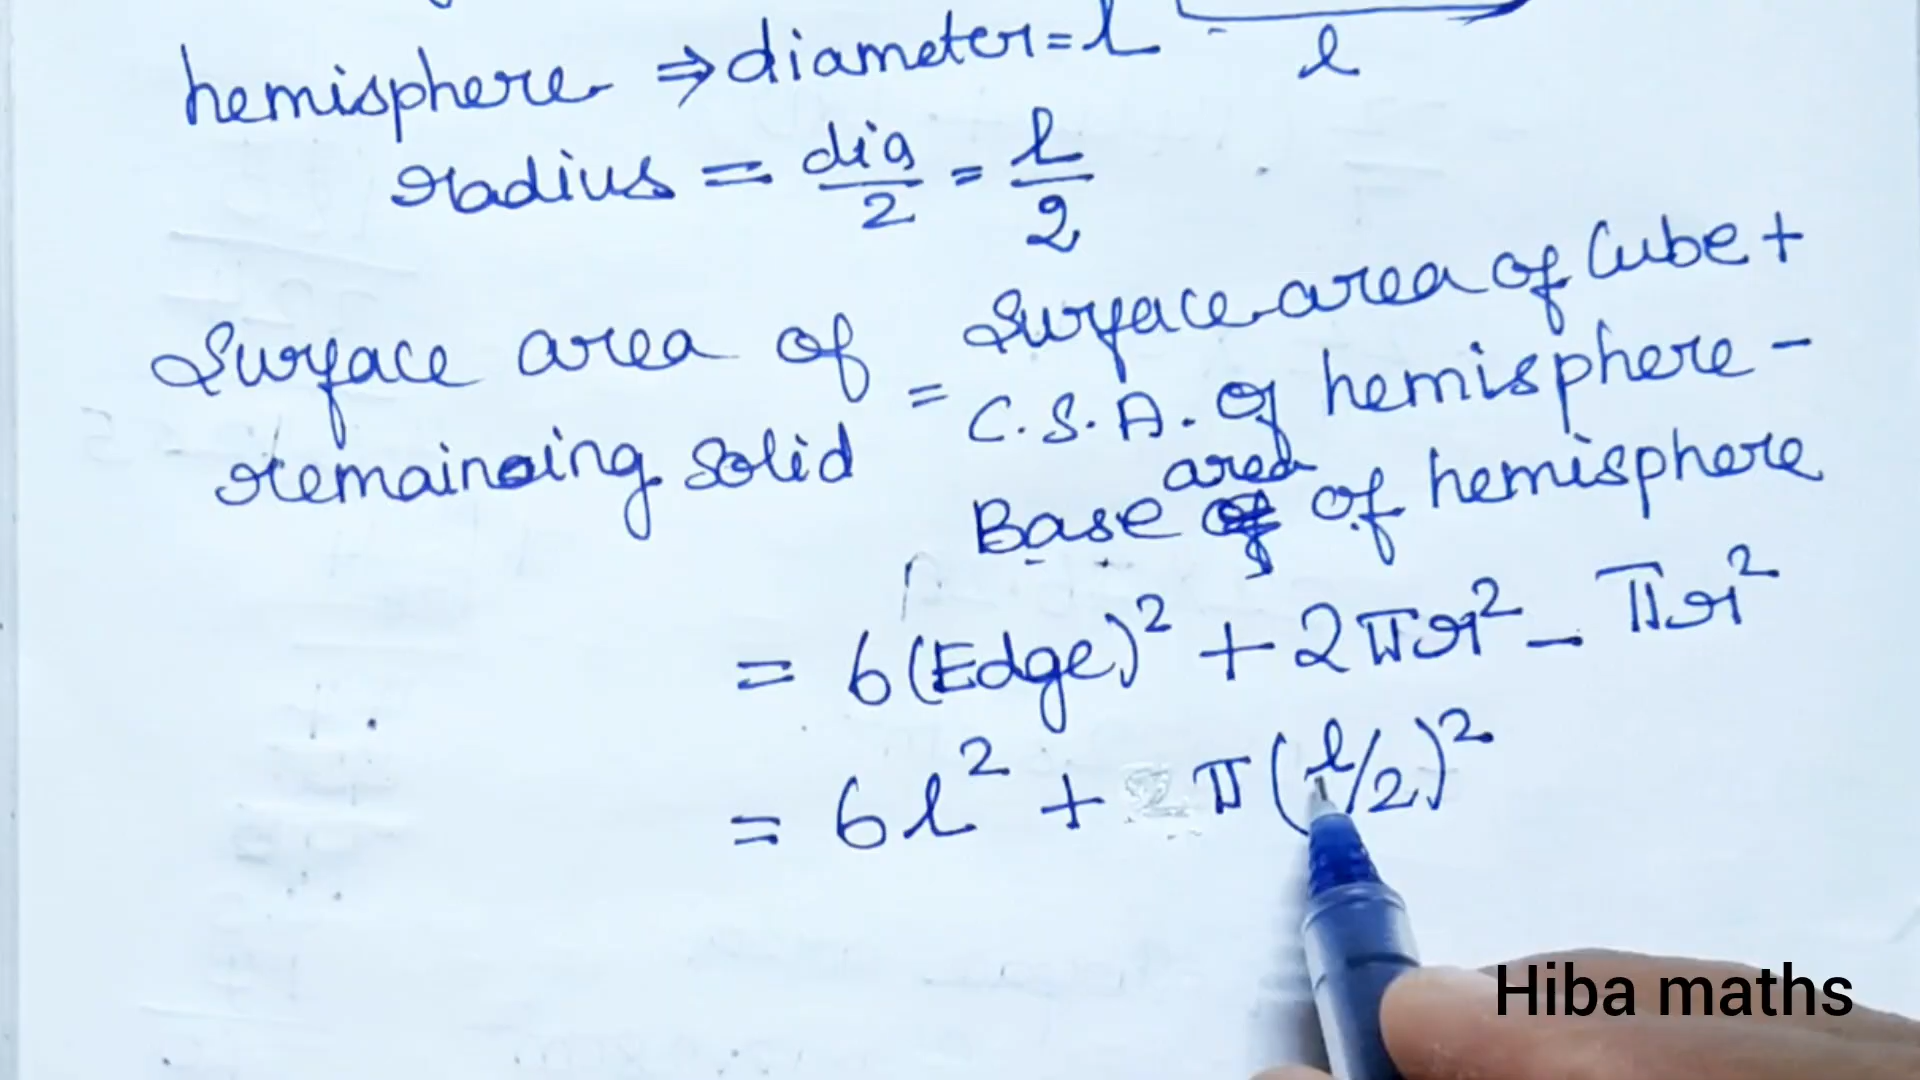 hemisphere ⇒ diameter = l
l
radius = dia/2 = l/2
Surface area of remaining solid = Surface area of Cube +
C.S.A. of hemisphere -
Base area of hemisphere
= 6(Edge)² + 2πr² - πr²
= 6l² + π(l/2)²
Hiba maths